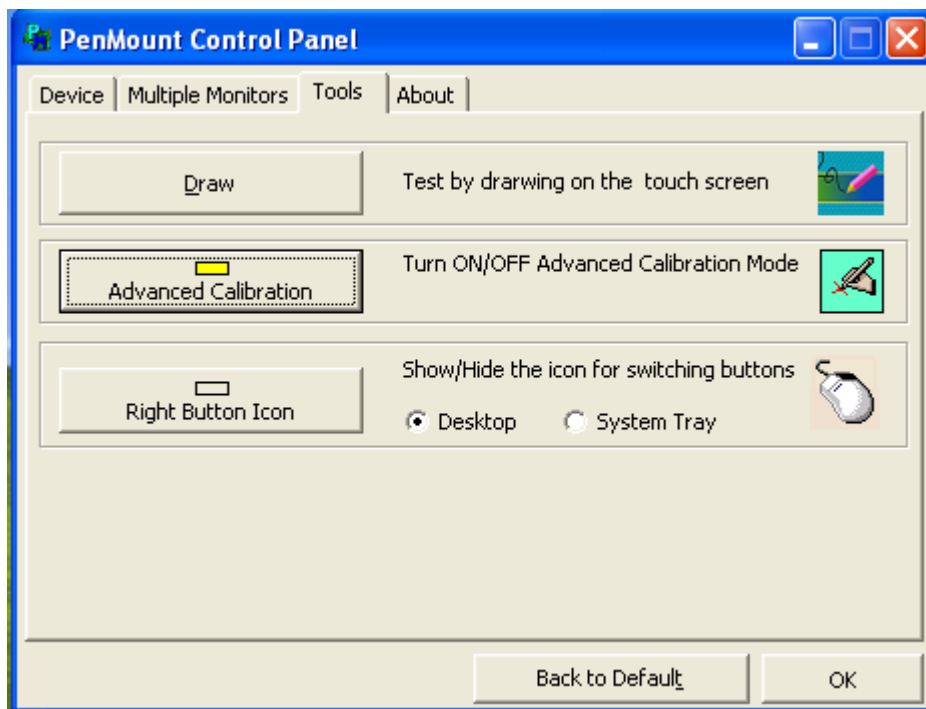 PenMount Control Panel
Device Multiple Monitors Tools About
Draw
Test by drarwing on the touch screen
Advanced Calibration
Turn ON/OFF Advanced Calibration Mode
Right Button Icon
Show/Hide the icon for switching buttons
Desktop System Tray
Back to Default OK